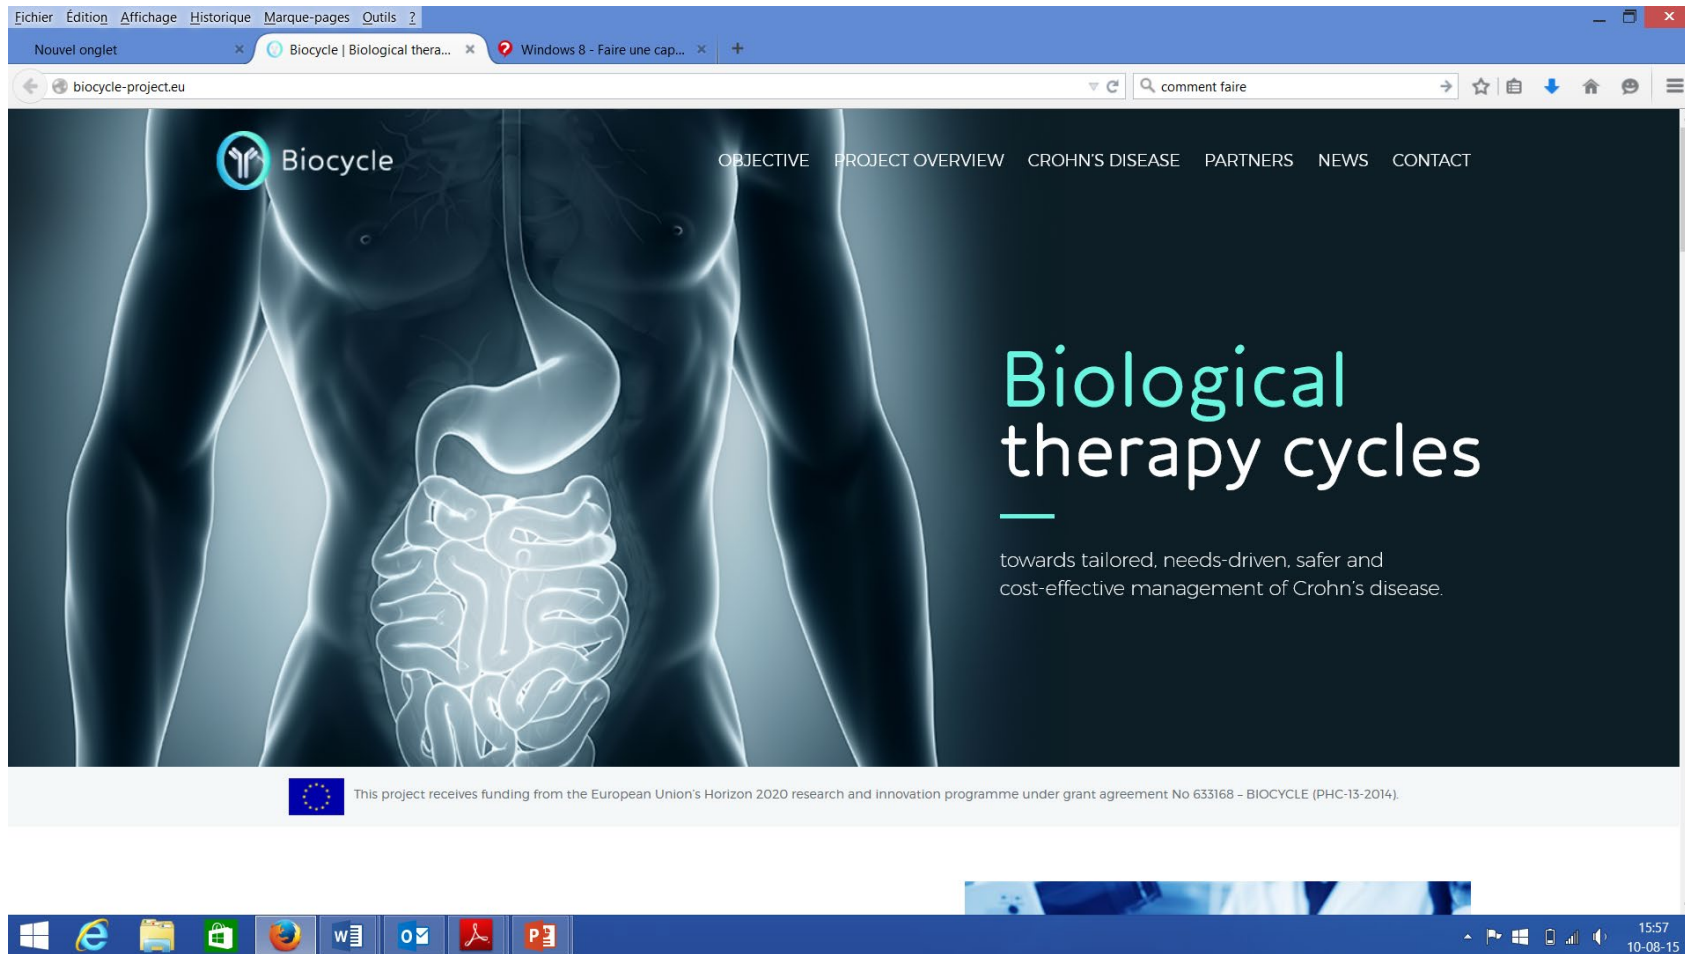 Fichier Édition Affichage Historique Marque-pages Outils ?
Nouvel onglet × Biocycle | Biological thera... × Windows 8 - Faire une cap... × +
biocycle-project.eu comment faire
Biocycle OBJECTIVE PROJECT OVERVIEW CROHN'S DISEASE PARTNERS NEWS CONTACT
Biological
therapy cycles
towards tailored, needs-driven, safer and
cost-effective management of Crohn's disease.
This project receives funding from the European Union's Horizon 2020 research and innovation programme under grant agreement No 633168 – BIOCYCLE (PHC-13-2014).
15:57
10-08-15